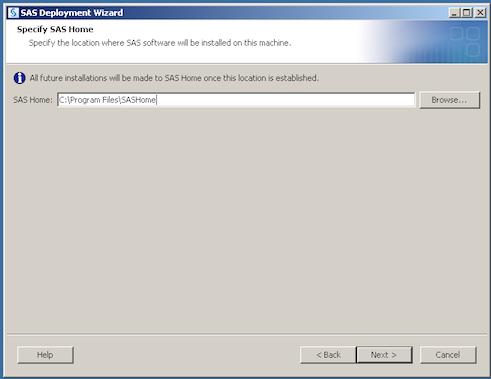 SAS Deployment Wizard
Specify SAS Home
Specify the location where SAS software will be installed on this machine.
All future installations will be made to SAS Home once this location is established.
SAS Home: C:\Program Files\SASHome Browse...
Help < Back Next > Cancel